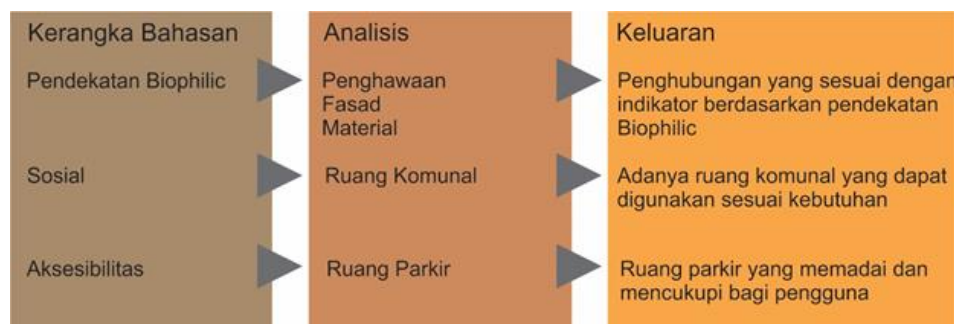 Kerangka Bahasan
Analisis
Keluaran
Pendekatan Biophilic
Penghawaan
Fasad
Material
Penghubungan yang sesuai dengan
indikator berdasarkan pendekatan
Biophilic
Sosial
Ruang Komunal
Adanya ruang komunal yang dapat
digunakan sesuai kebutuhan
Aksesibilitas
Ruang Parkir
Ruang parkir yang memadai dan
mencukupi bagi pengguna